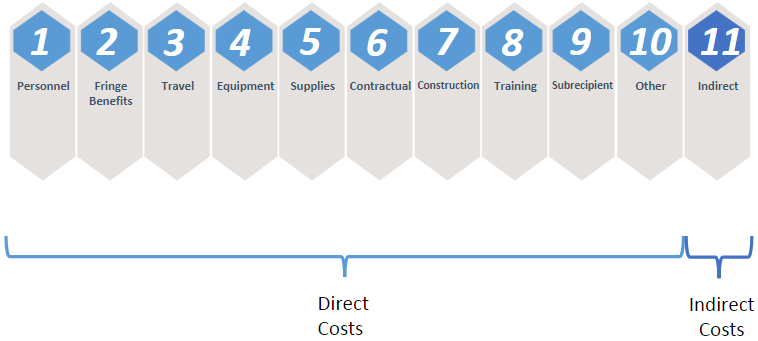 1 2 3 4 5 6 7 8 9 10 11
Personnel Fringe Travel Equipment Supplies Contractual Construction Training Subrecipient Other Indirect
Benefits
Direct
Costs
Indirect
Costs